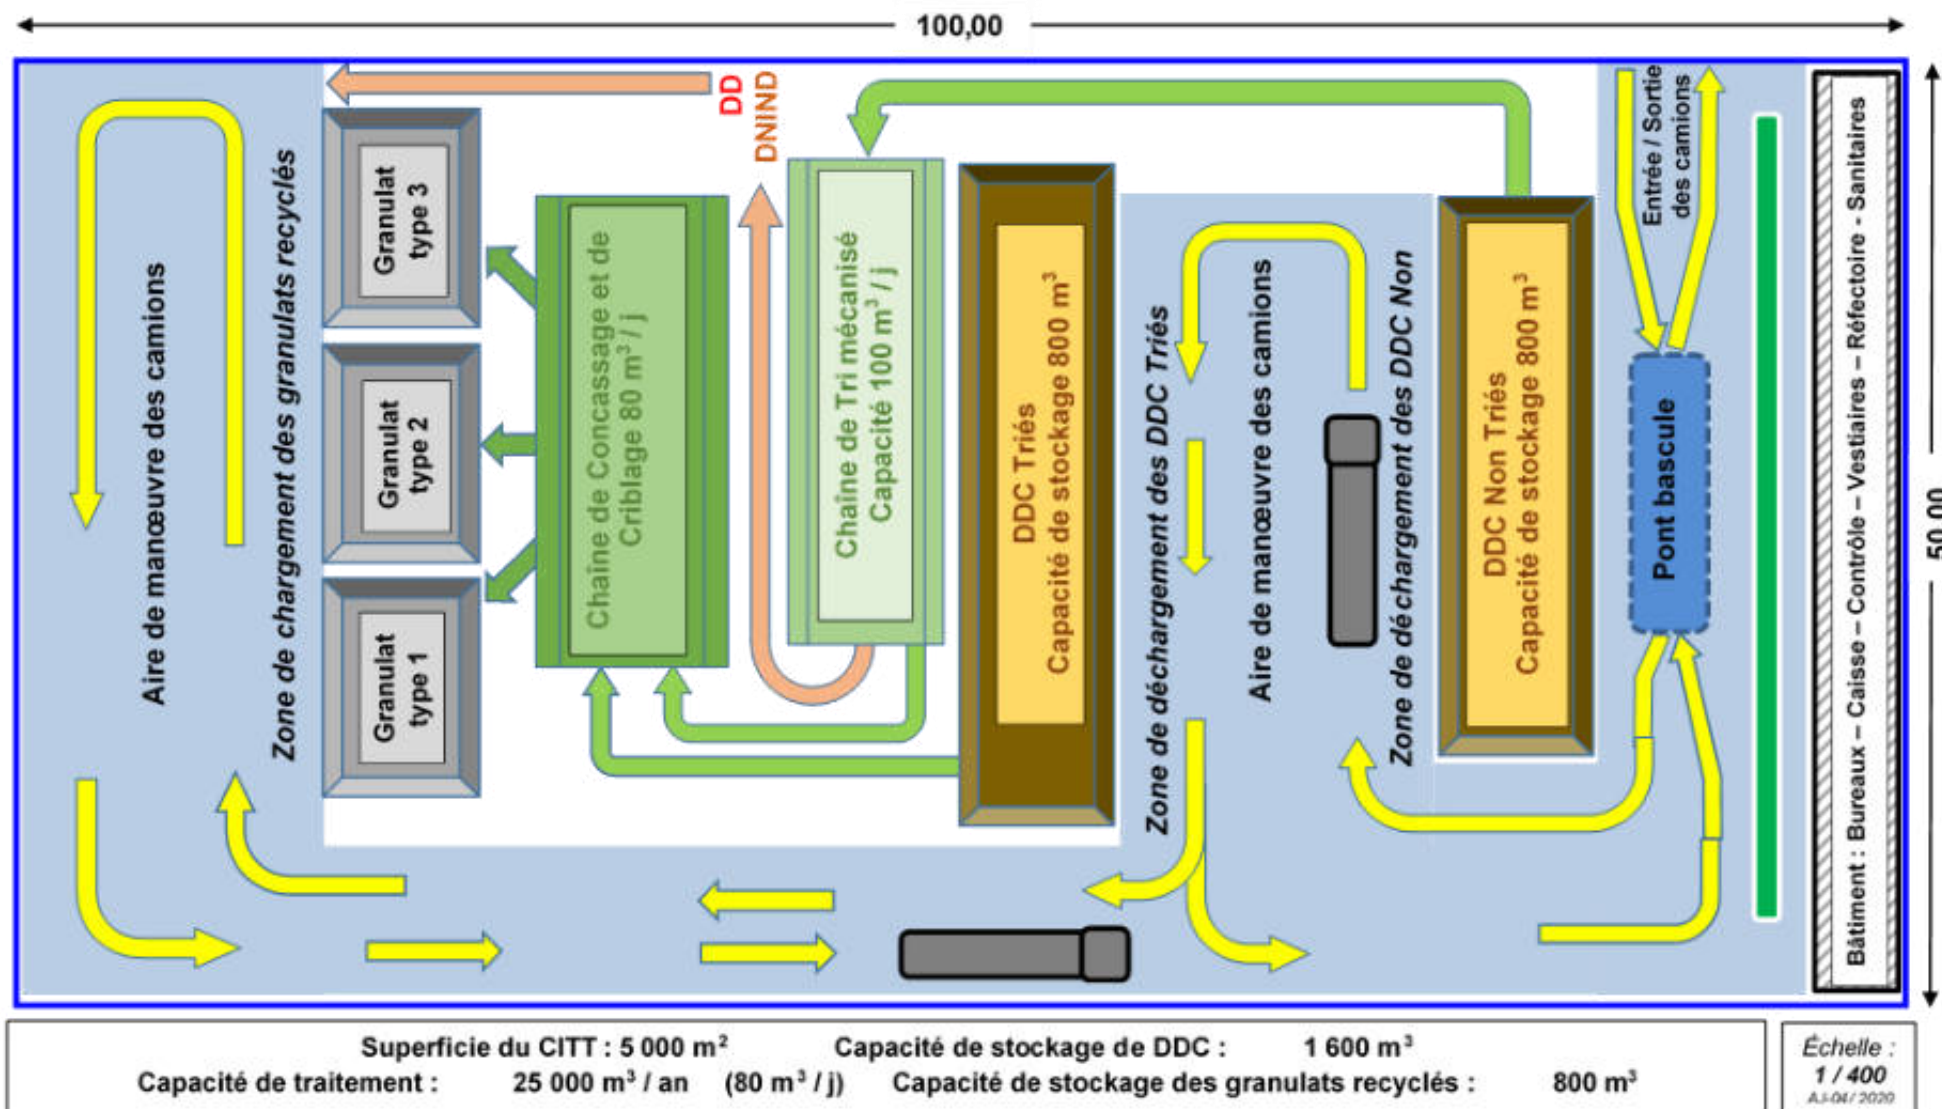 100,00
Aire de manœuvre des camions
Zone de chargement des granulats recyclés
Granulat
type 3
Granulat
type 2
Granulat
type 1
Chaîne de Concassage et de
Criblage 80 m³ / j
DD
DNIND
Chaîne de Tri mécanisé
Capacité 100 m³ / j
DDC Triés
Capacité de stockage 800 m³
Zone de déchargement des DDC Triés
Aire de manœuvre des camions
Zone de déchargement des DDC Non
DDC Non Triés
Capacité de stockage 800 m³
Entrée / Sortie
des camions
Pont bascule
Bâtiment : Bureaux – Caisse – Contrôle – Vestiaires – Réfectoire - Sanitaires
50,00
Superficie du CITT : 5 000 m² Capacité de stockage de DDC : 1 600 m³
Capacité de traitement : 25 000 m³ / an (80 m³ / j) Capacité de stockage des granulats recyclés : 800 m³
Échelle :
1 / 400
AJ-04/ 2020